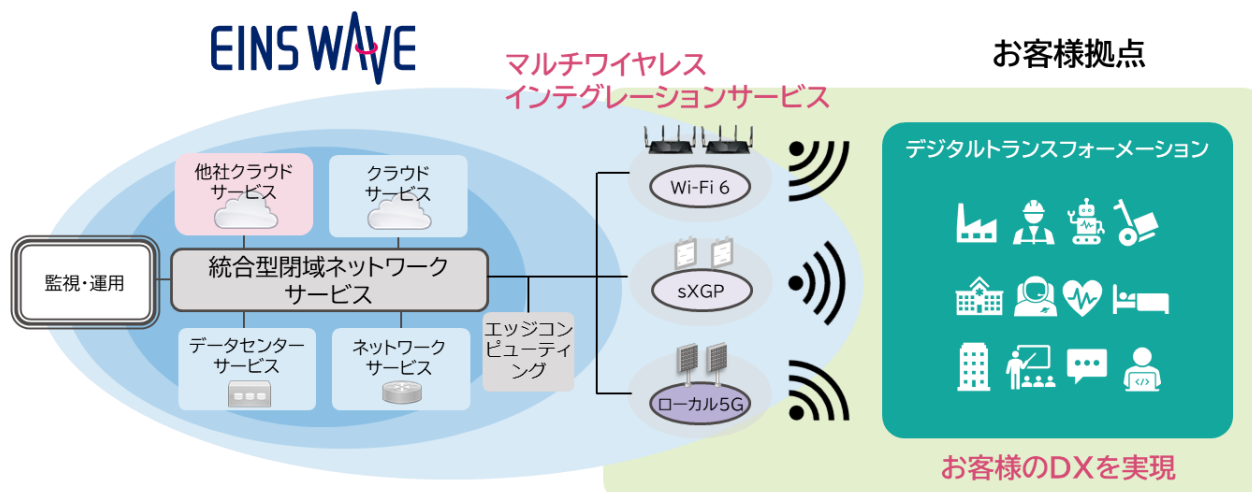 EINS WAVE
マルチワイヤレス
インテグレーションサービス
お客様拠点
他社クラウド
サービス
クラウド
サービス
監視・運用
統合型閉域ネットワーク
サービス
データセンター
サービス
ネットワーク
サービス
エッジコン
ピューティ
ング
Wi-Fi 6
sXGP
ローカル5G
デジタルトランスフォーメーション
お客様のDXを実現